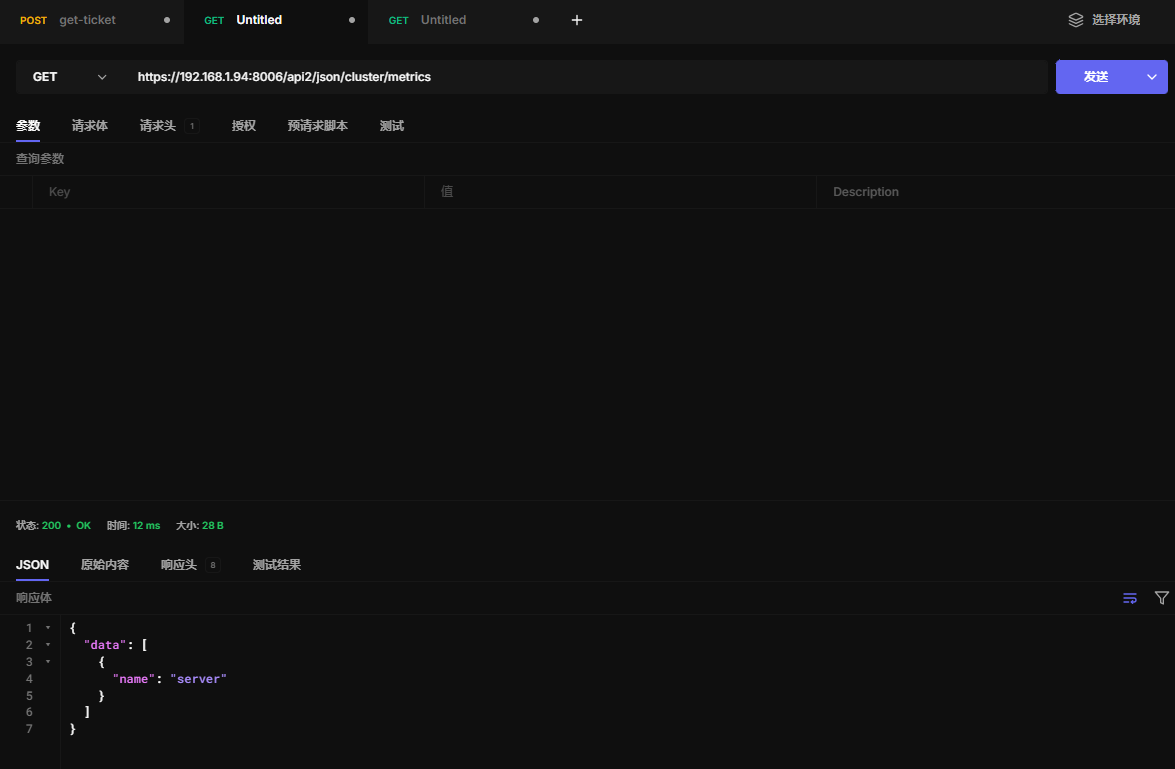 POST get-ticket GET Untitled GET Untitled + 选择环境
GET https://192.168.1.94:8006/api2/json/cluster/metrics 发送
参数 请求体 请求头 1 授权 预请求脚本 测试
查询参数
Key 值 Description
状态: 200 • OK 时间: 12 ms 大小: 28 B
JSON 原始内容 响应头 8 测试结果
响应体
1 {
2 "data": [
3 {
4 "name": "server"
5 }
6 ]
7 }